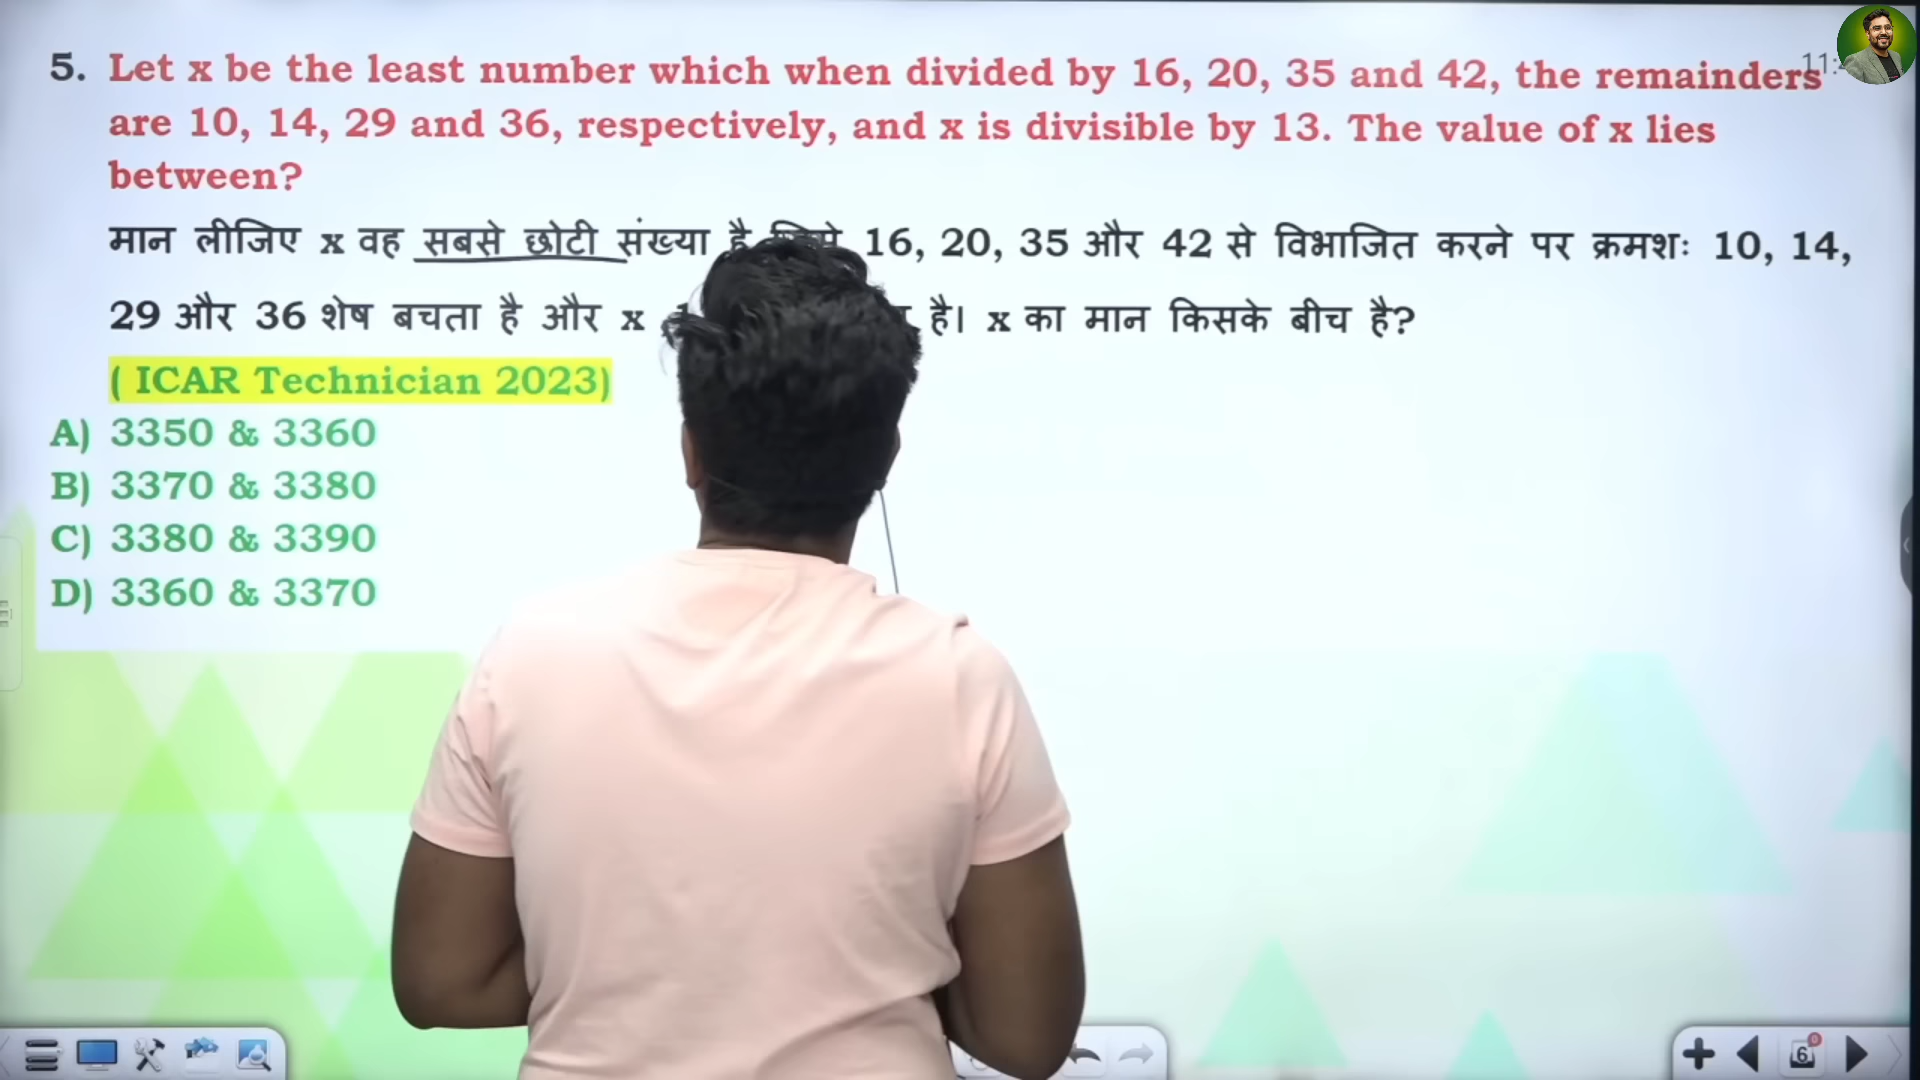 5. Let x be the least number which when divided by 16, 20, 35 and 42, the remainders
11:
are 10, 14, 29 and 36, respectively, and x is divisible by 13. The value of x lies
between?
मान लीजिए x वह सबसे छोटी संख्या है 16, 20, 35 और 42 से विभाजित करने पर क्रमशः 10, 14,
29 और 36 शेष बचता है और x है। x का मान किसके बीच है?
( ICAR Technician 2023)
A) 3350 & 3360
B) 3370 & 3380
C) 3380 & 3390
D) 3360 & 3370
6